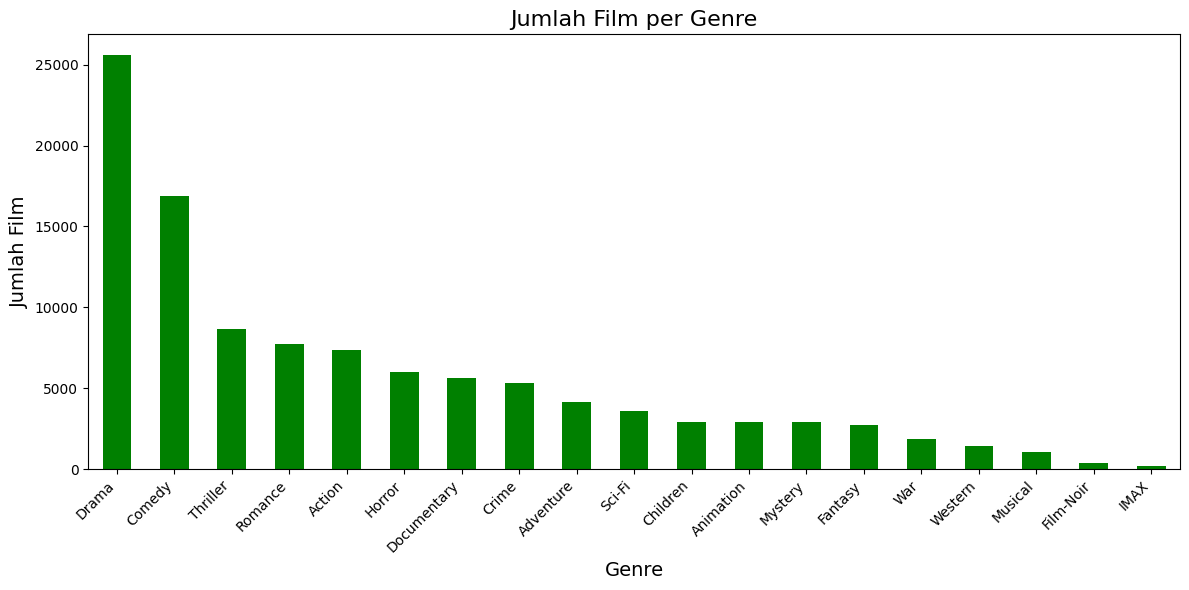 Jumlah Film per Genre
Jumlah Film
25000
20000
15000
10000
5000
0
Drama
Comedy
Thriller
Romance
Action
Horror
Documentary
Crime
Adventure
Sci-Fi
Children
Animation
Mystery
Fantasy
War
Western
Musical
Film-Noir
IMAX
Genre